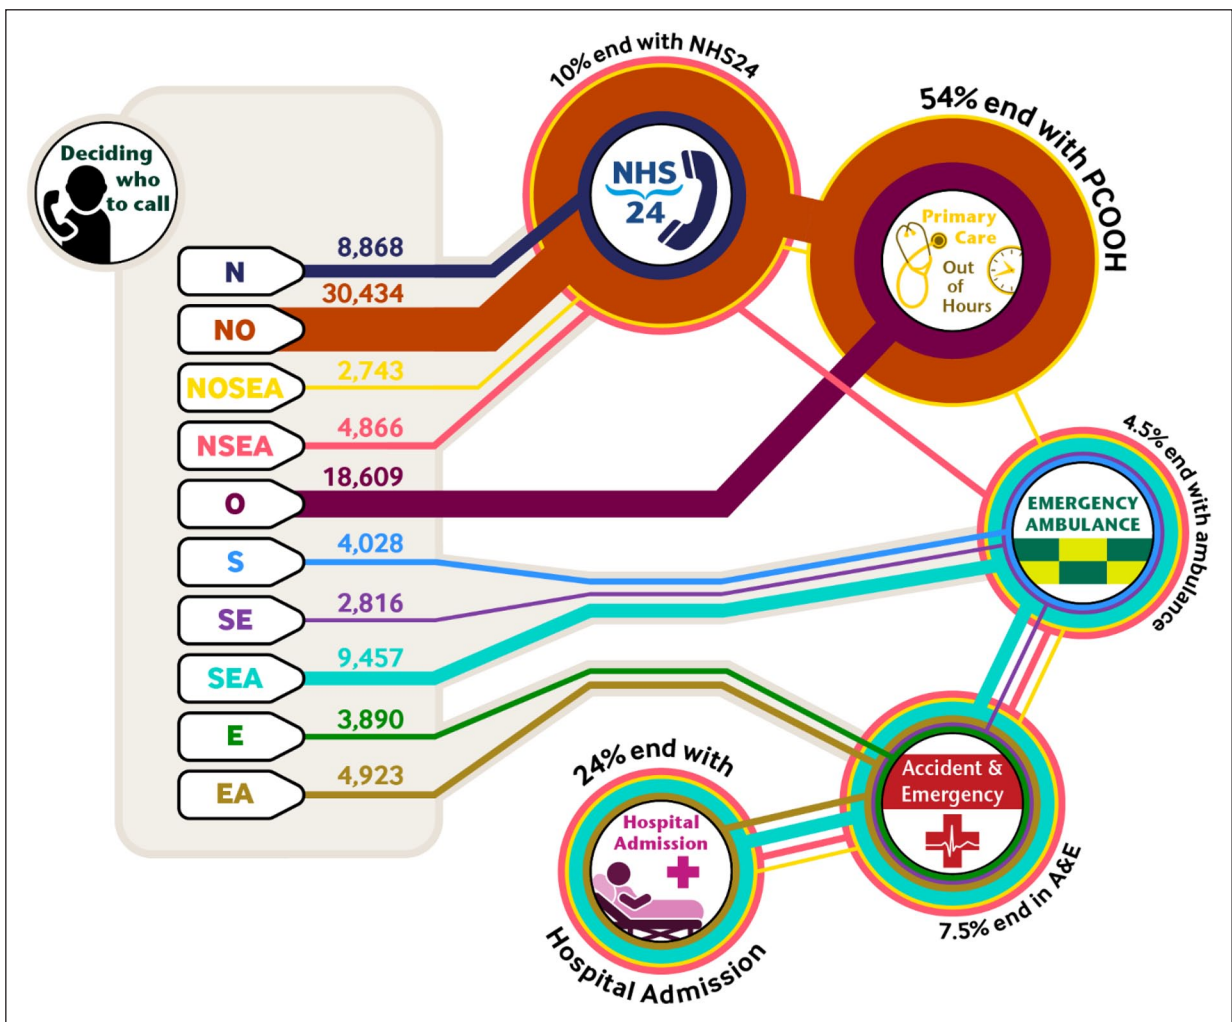 Deciding
who
to call
N
8,868
NO
30,434
NOSEA
2,743
NSEA
4,866
O
18,609
S
4,028
SE
2,816
SEA
9,457
E
3,890
EA
4,923
10% end with NHS24
NHS
24
54% end with PCOOH
Primary
Care
Out
of
Hours
4.5% end with ambulance
EMERGENCY
AMBULANCE
Accident &
Emergency
7.5% end in A&E
24% end with
Hospital
Admission
Hospital Admission